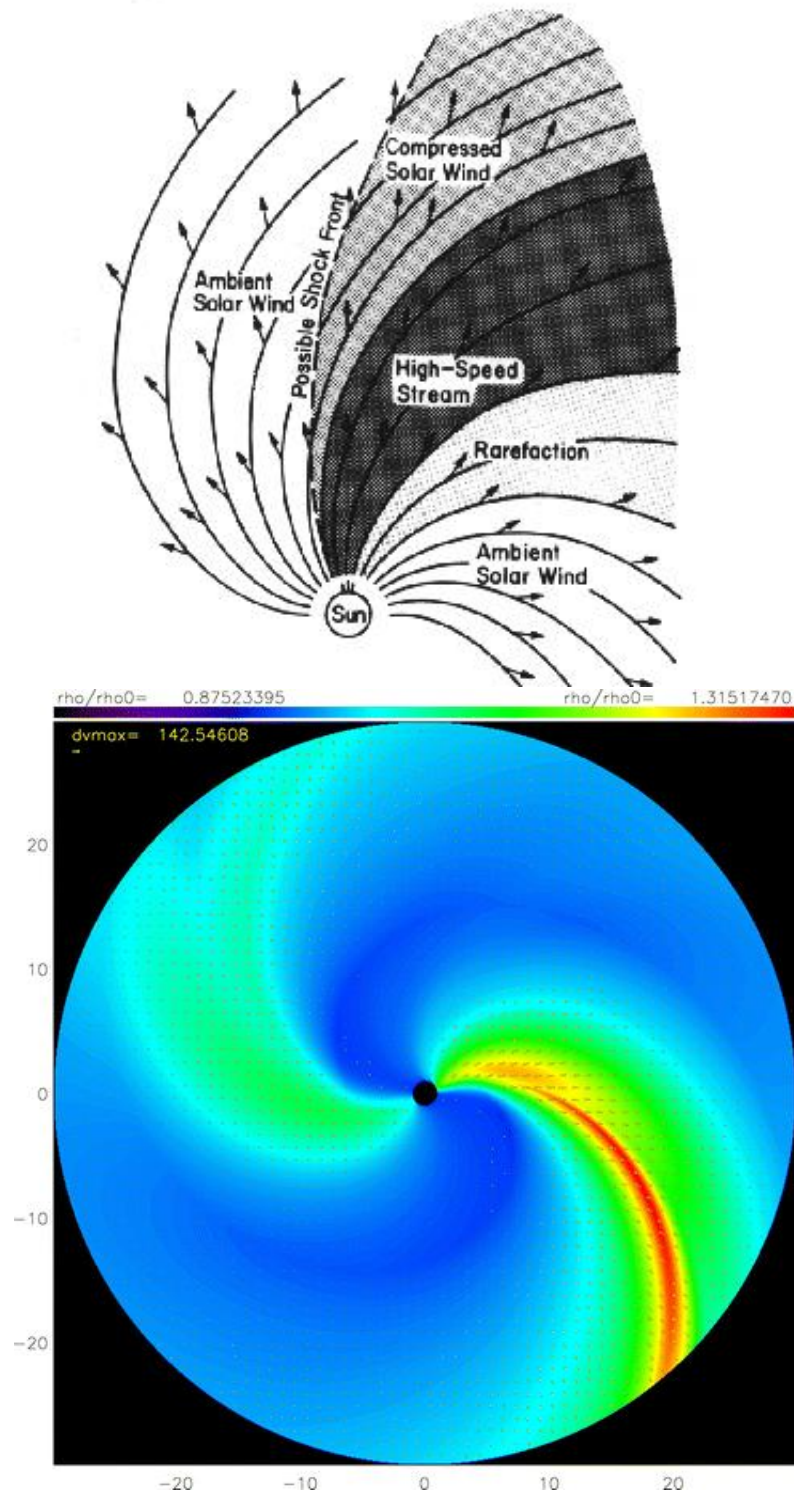 Compressed
Solar Wind
Possible Shock Front
Ambient
Solar Wind
High-Speed
Stream
Rarefaction
Ambient
Solar Wind
Sun
rho/rho0= 0.87523395 rho/rho0= 1.31517470
dvmax= 142.54608
20
10
0
-10
-20
-20 -10 0 10 20